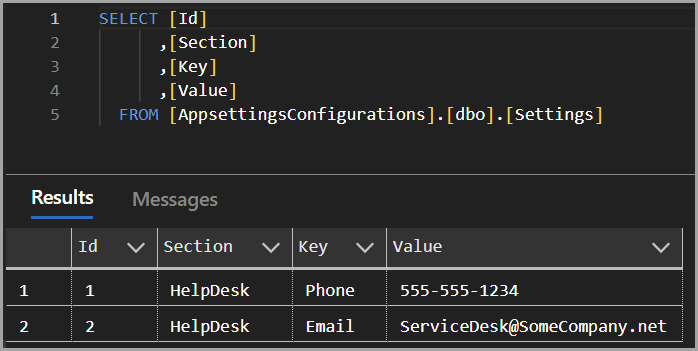 1 SELECT [Id]
2 ,[Section]
3 ,[Key]
4 ,[Value]
5 FROM [AppsettingsConfigurations].[dbo].[Settings]
Results Messages
Id Section Key Value
1 1 HelpDesk Phone 555-555-1234
2 2 HelpDesk Email ServiceDesk@SomeCompany.net